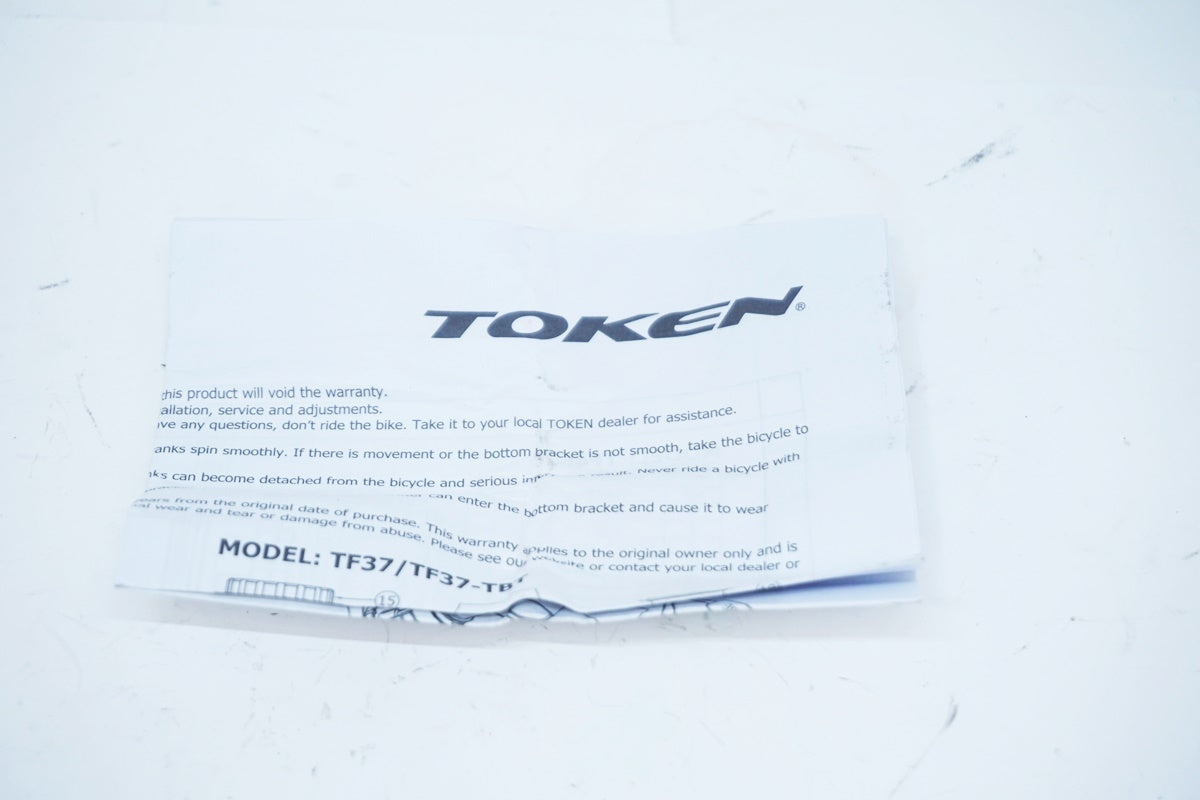 TOKEN®
this product will void the warranty.
allation, service and adjustments.
ve any questions, don't ride the bike. Take it to your local TOKEN dealer for assistance.
anks spin smoothly. If there is movement or the bottom bracket is not smooth, take the bicycle to
ks can become detached from the bicycle and serious result. Never ride a bicycle with
can enter the bottom bracket and cause it to wear
ears from the original date of purchase. This warranty applies to the original owner only and is
al wear and tear or damage from abuse. Please see our website or contact your local dealer or
MODEL: TF37/TF37-TB
15